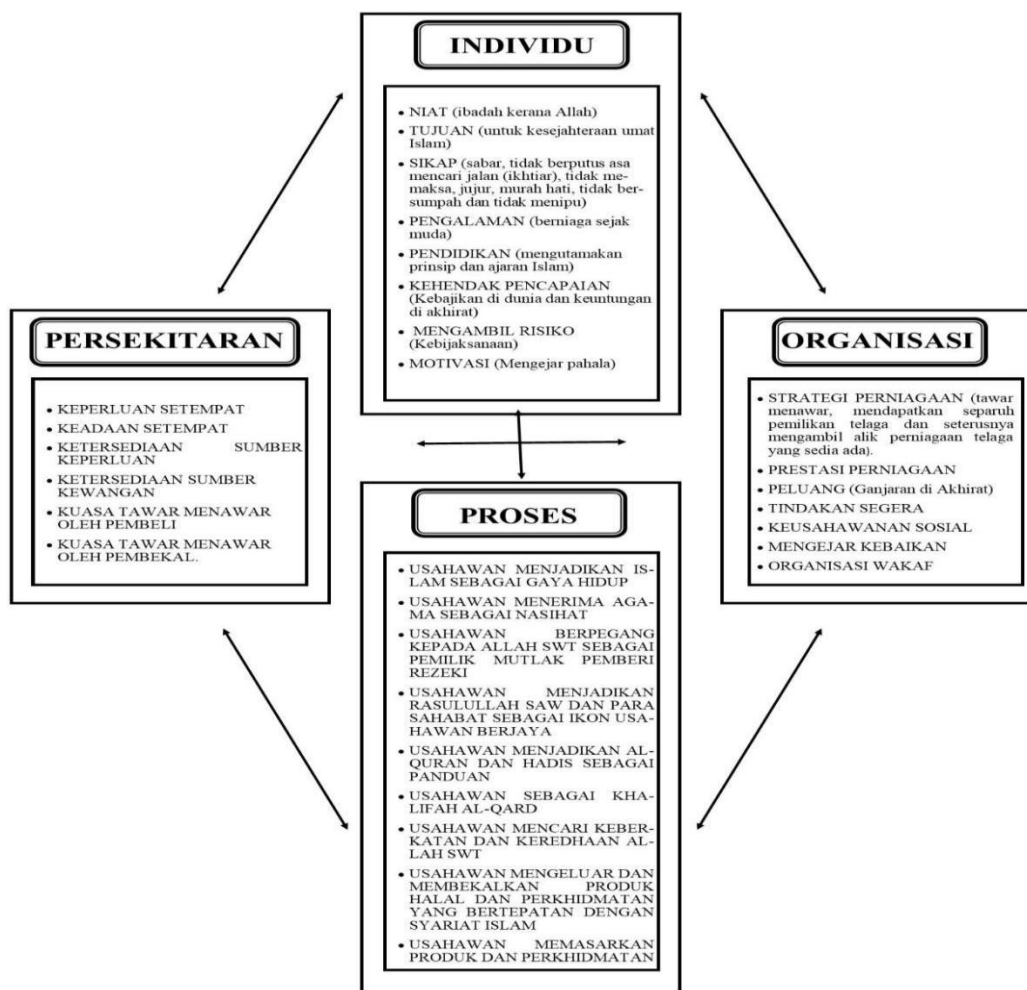 INDIVIDU
• NIAT (ibadah kerana Allah)
• TUJUAN (untuk kesejahteraan umat
Islam)
• SIKAP (sabar, tidak berputus asa
mencari jalan (ikhtiar), tidak me-
maksa, jujur, murah hati, tidak ber-
sumpah dan tidak menipu)
• PENGALAMAN (berniaga sejak
muda)
• PENDIDIKAN (mengutamakan
prinsip dan ajaran Islam)
• KEHENDAK PENCAPAIAN
(Kebajikan di dunia dan keuntungan
di akhirat)
• MENGAMBIL RISIKO
(Kebijaksanaan)
• MOTIVASI (Mengejar pahala)
PERSEKITARAN
• KEPERLUAN SETEMPAT
• KEADAAN SETEMPAT
• KETERSEDIAAN SUMBER
KEPERLUAN
• KETERSEDIAAN SUMBER
KEWANGAN
• KUASA TAWAR MENAWAR
OLEH PEMBELI
• KUASA TAWAR MENAWAR
OLEH PEMBEKAL.
ORGANISASI
• STRATEGI PERNIAGAAN (tawar
menawar, mendapatkan separuh
pemilikan telaga dan seterusnya
mengambil alik perniagaan telaga
yang sedia ada).
• PRESTASI PERNIAGAAN
• PELUANG (Ganjaran di Akhirat)
• TINDAKAN SEGERA
• KEUSAHAWANAN SOSIAL
• MENGEJAR KEBAIKAN
• ORGANISASI WAKAF
PROSES
• USAHAWAN MENJADIKAN IS-
LAM SEBAGAI GAYA HIDUP
• USAHAWAN MENERIMA AGA-
MA SEBAGAI NASIHAT
• USAHAWAN BERPEGANG
KEPADA ALLAH SWT SEBAGAI
PEMILIK MUTLAK PEMBERI
REZEKI
• USAHAWAN MENJADIKAN
RASULULLAH SAW DAN PARA
SAHABAT SEBAGAI IKON USA-
HAWAN BERJAYA
• USAHAWAN MENJADIKAN AL-
QURAN DAN HADIS SEBAGAI
PANDUAN
• USAHAWAN SEBAGAI KHA-
LIFAH AL-QARD
• USAHAWAN MENCARI KEBER-
KATAN DAN KEREDHAAN AL-
LAH SWT
• USAHAWAN MENGELUAR DAN
MEMBEKALKAN PRODUK
HALAL DAN PERKHIDMATAN
YANG BERTEPATAN DENGAN
SYARIAT ISLAM
• USAHAWAN MEMASARKAN
PRODUK DAN PERKHIDMATAN